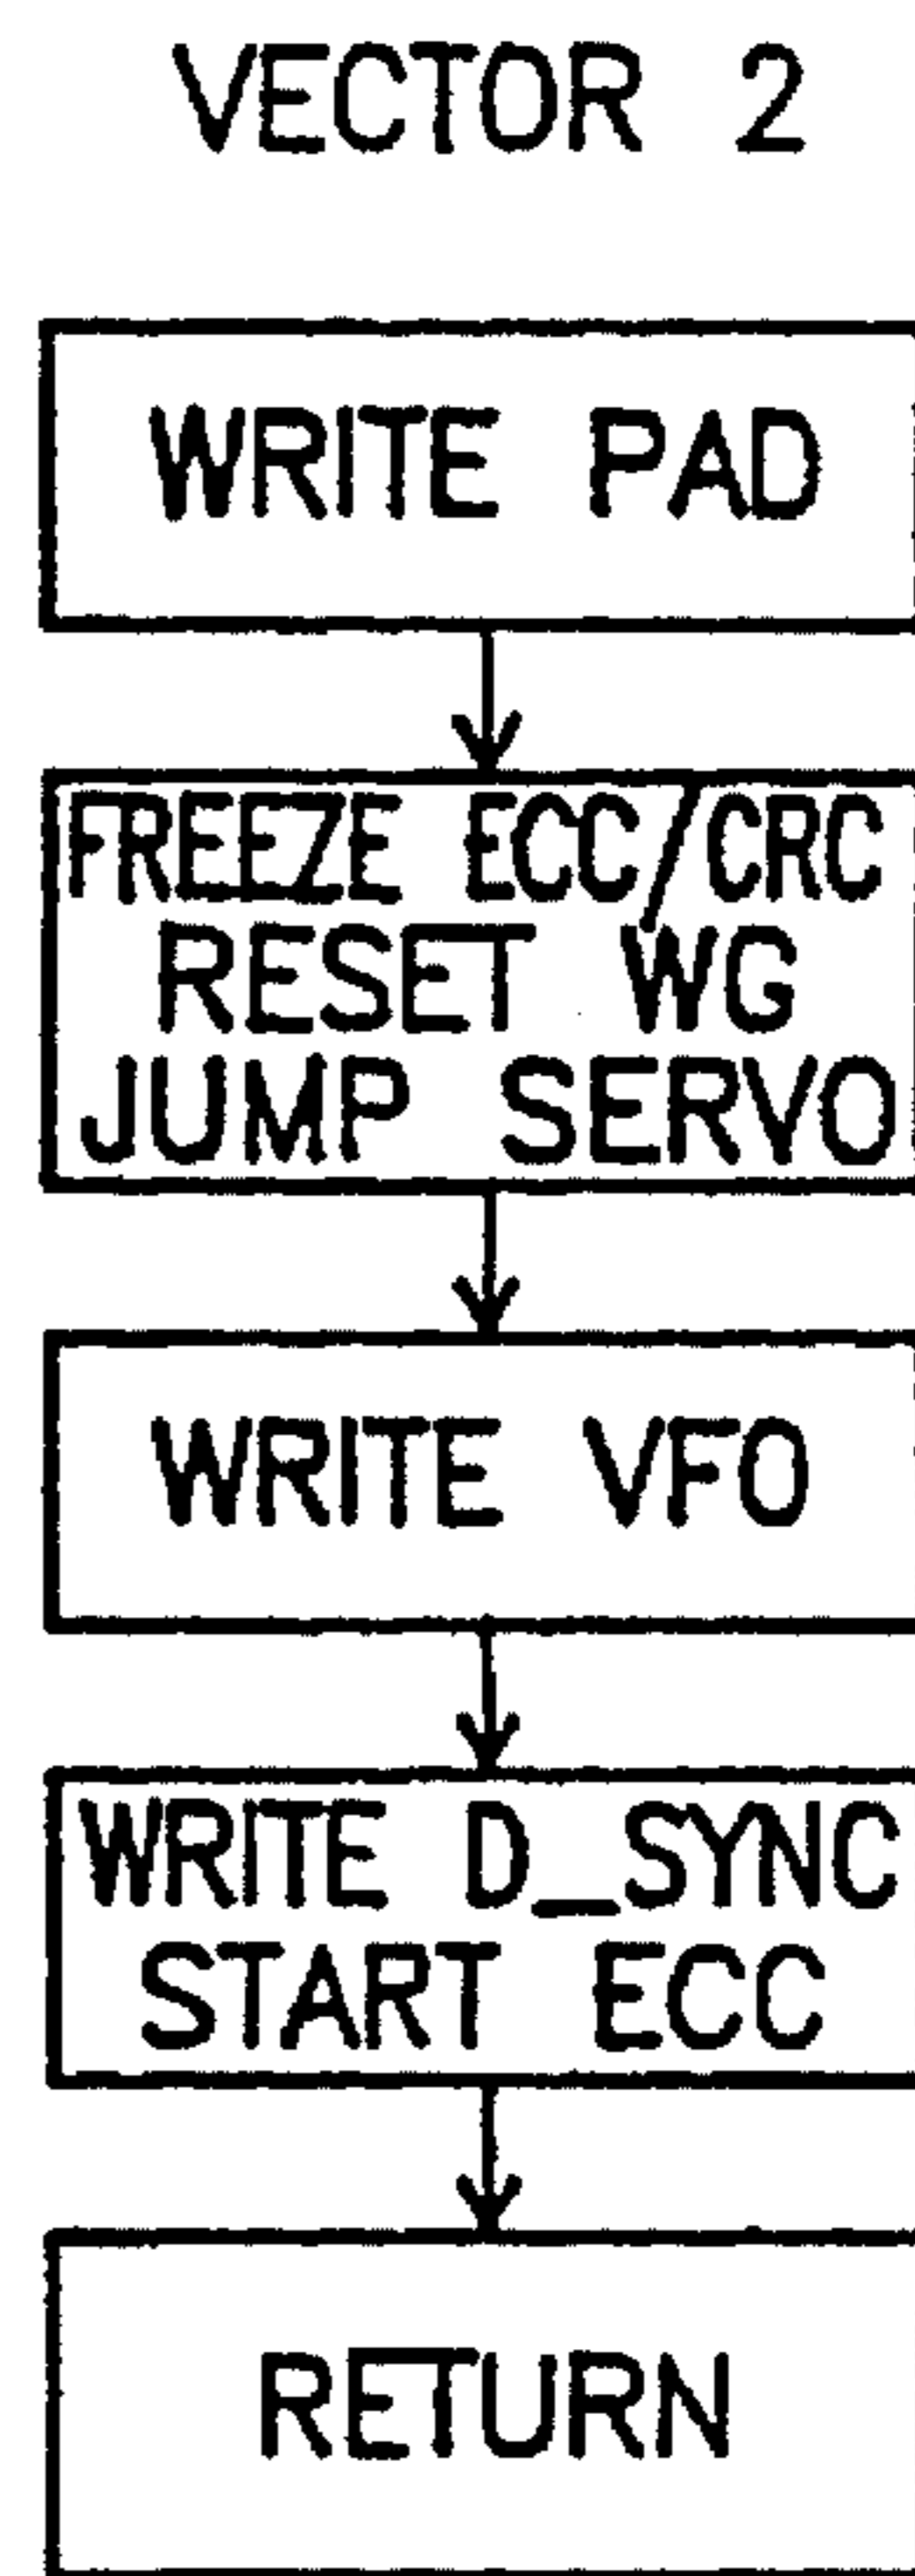 VECTOR 2
WRITE PAD
FREEZE ECC/CRC
RESET WG
JUMP SERVO
WRITE VFO
WRITE D_SYNC
START ECC
RETURN